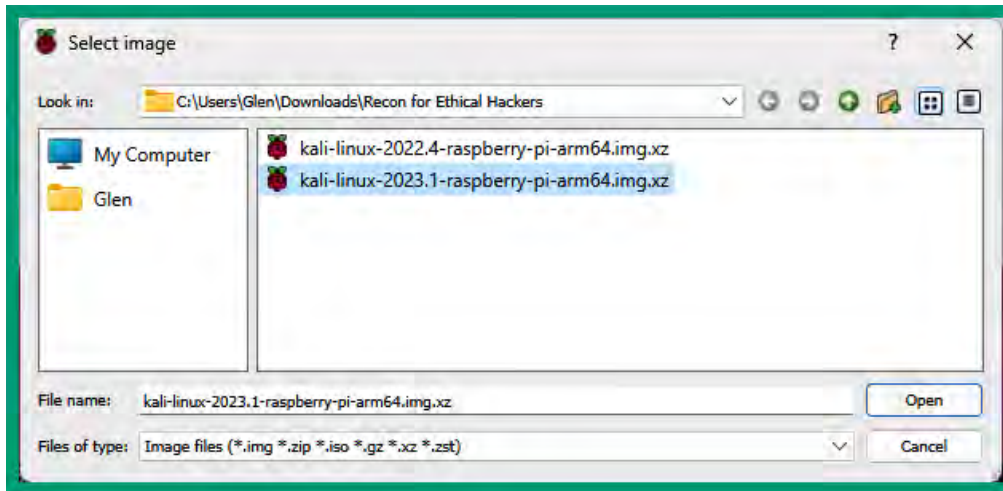 Select image
?
Look in:
C:\Users\Glen\Downloads\Recon for Ethical Hackers
My Computer
Glen
kali-linux-2022.4-raspberry-pi-arm64.img.xz
kali-linux-2023.1-raspberry-pi-arm64.img.xz
File name:
kali-linux-2023.1-raspberry-pi-arm64.img.xz
Open
Files of type:
Image files (*.img *.zip *.iso *.gz *.xz *.zst)
Cancel